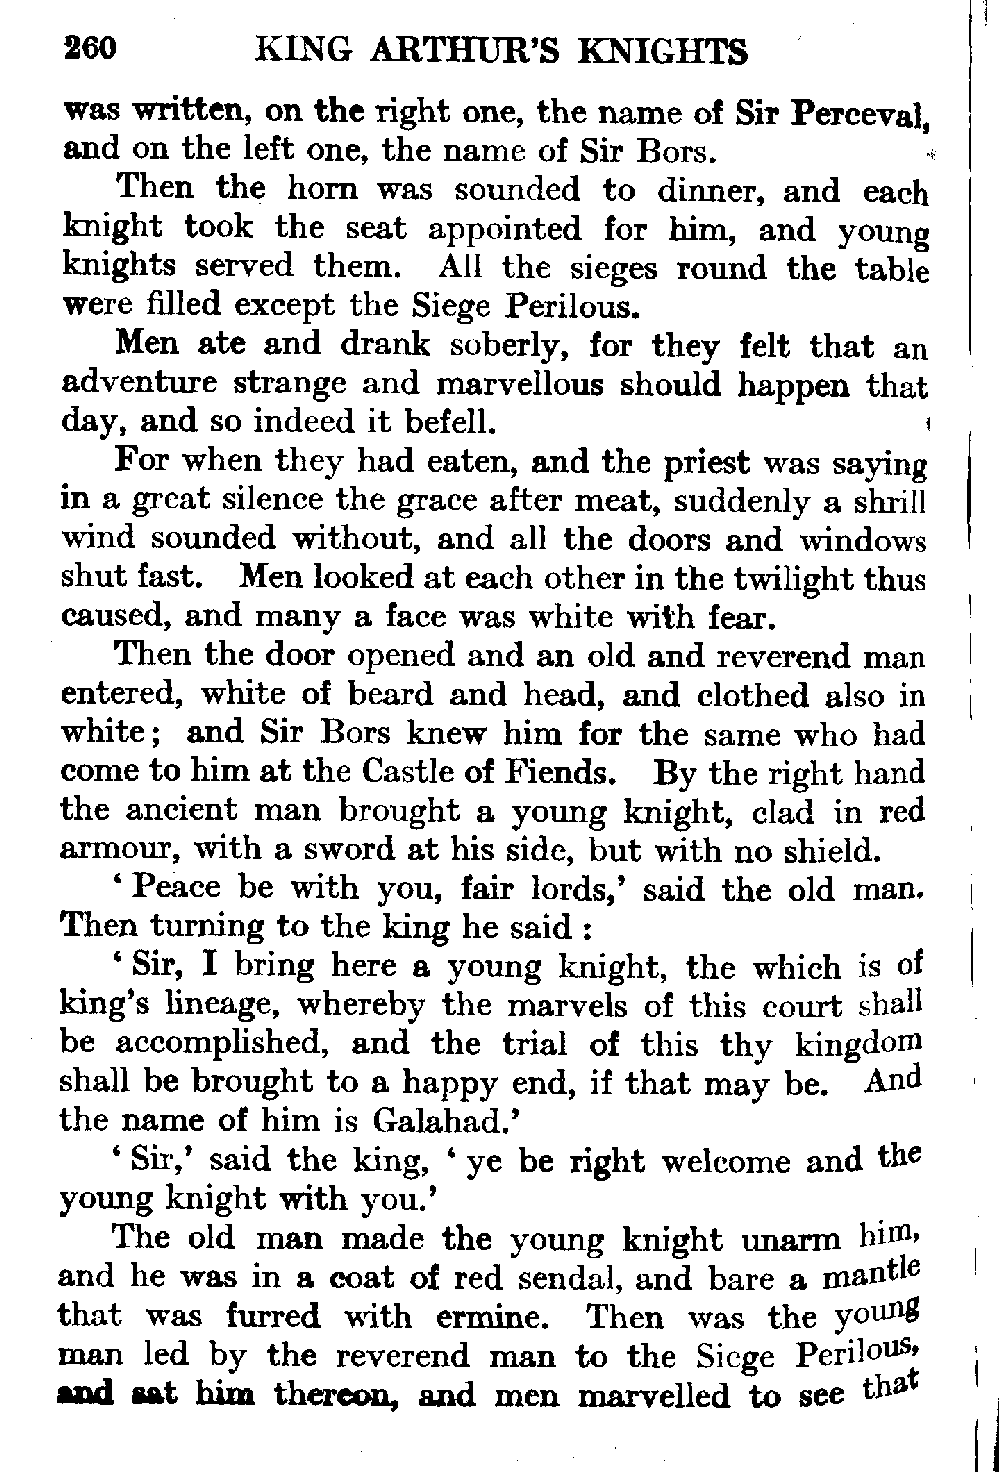 260 KING ARTHUR'S KNIGHTS
was written, on the right one, the name of Sir Perceval,
and on the left one, the name of Sir Bors.
Then the horn was sounded to dinner, and each
knight took the seat appointed for him, and young
knights served them. All the sieges round the table
were filled except the Siege Perilous.
Men ate and drank soberly, for they felt that an
adventure strange and marvellous should happen that
day, and so indeed it befell.
For when they had eaten, and the priest was saying
in a great silence the grace after meat, suddenly a shrill
wind sounded without, and all the doors and windows
shut fast. Men looked at each other in the twilight thus
caused, and many a face was white with fear.
Then the door opened and an old and reverend man
entered, white of beard and head, and clothed also in
white; and Sir Bors knew him for the same who had
come to him at the Castle of Fiends. By the right hand
the ancient man brought a young knight, clad in red
armour, with a sword at his side, but with no shield.
‘Peace be with you, fair lords,’ said the old man.
Then turning to the king he said:
‘Sir, I bring here a young knight, the which is of
king's lineage, whereby the marvels of this court shall
be accomplished, and the trial of this thy kingdom
shall be brought to a happy end, if that may be. And
the name of him is Galahad.’
‘Sir,’ said the king, ‘ye be right welcome and the
young knight with you.’
The old man made the young knight unarm him,
and he was in a coat of red sendal, and bare a mantle
that was furred with ermine. Then was the young
man led by the reverend man to the Siege Perilous,
and sat him thereon, and men marvelled to see that